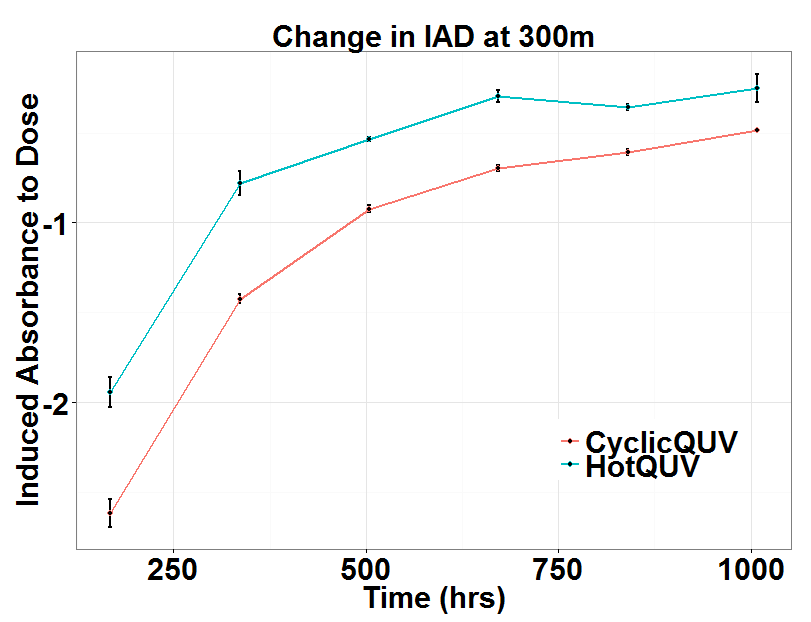 Change in IAD at 300m
Induced Absorbance to Dose
-1
-2
CyclicQUV
HotQUV
250 500 750 1000
Time (hrs)